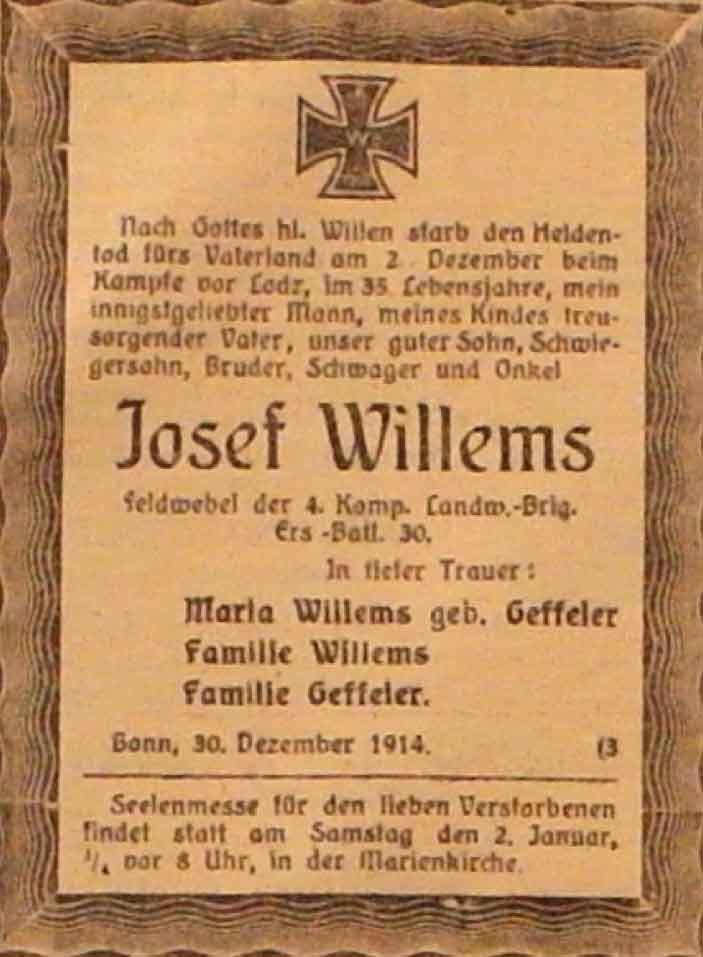 W
Nach Gottes hl. Willen starb den Helden-
tod fürs Vaterland am 2. Dezember beim
Kampfe vor Lodz, im 35. Lebensjahre, mein
innigstgeliebter Mann, meines Kindes treu-
sorgender Vater, unser guter Sohn, Schwie-
gersohn, Bruder, Schwager und Onkel
Josef Willems
Feldwebel der 4. Komp. Landw.-Brig.
Ers.-Batl. 30.
In tiefer Trauer:
Maria Willems geb. Geffeler
Familie Willems
Familie Geffeler.
Bonn, 30. Dezember 1914. (3
Seelenmesse für den lieben Verstorbenen
findet statt am Samstag den 2. Januar,
¼ vor 8 Uhr, in der Marienkirche.